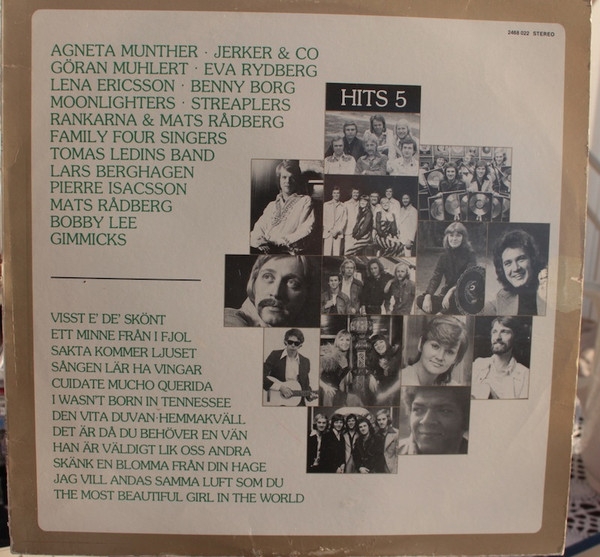 2468 022 STEREO
AGNETA MUNTHER · JERKER & CO
GÖRAN MUHLERT · EVA RYDBERG
LENA ERICSSON · BENNY BORG
MOONLIGHTERS · STREAPLERS
RANKARNA & MATS RÅDBERG
FAMILY FOUR SINGERS
TOMAS LEDINS BAND
LARS BERGHAGEN
PIERRE ISACSSON
MATS RÅDBERG
BOBBY LEE
GIMMICKS
HITS 5
VISST E' DE' SKÖNT
ETT MINNE FRÅN I FJOL
SAKTA KOMMER LJUSET
SÅNGEN LÄR HA VINGAR
CUIDATE MUCHO QUERIDA
I WASN'T BORN IN TENNESSEE
DEN VITA DUVAN·HEMMAKVÄLL
DET ÄR DÅ DU BEHÖVER EN VÄN
HAN ÄR VÄLDIGT LIK OSS ANDRA
SKÄNK EN BLOMMA FRÅN DIN HAGE
JAG VILL ANDAS SAMMA LUFT SOM DU
THE MOST BEAUTIFUL GIRL IN THE WORLD